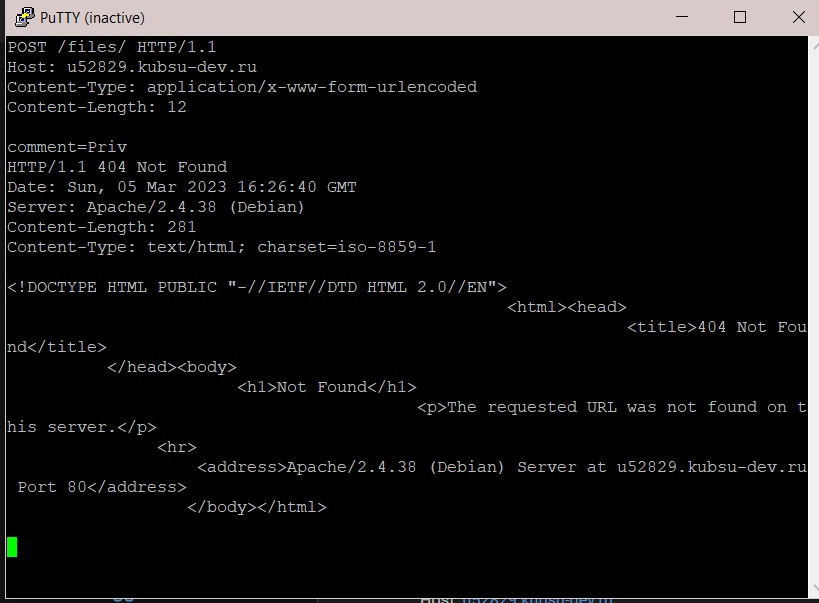 PuTTY (inactive)
POST /files/ HTTP/1.1
Host: u52829.kubsu-dev.ru
Content-Type: application/x-www-form-urlencoded
Content-Length: 12

comment=Priv
HTTP/1.1 404 Not Found
Date: Sun, 05 Mar 2023 16:26:40 GMT
Server: Apache/2.4.38 (Debian)
Content-Length: 281
Content-Type: text/html; charset=iso-8859-1

<!DOCTYPE HTML PUBLIC "-//IETF//DTD HTML 2.0//EN">
<html><head>
<title>404 Not Fou
nd</title>
</head><body>
<h1>Not Found</h1>
<p>The requested URL was not found on t
his server.</p>
<hr>
<address>Apache/2.4.38 (Debian) Server at u52829.kubsu-dev.ru
Port 80</address>
</body></html>